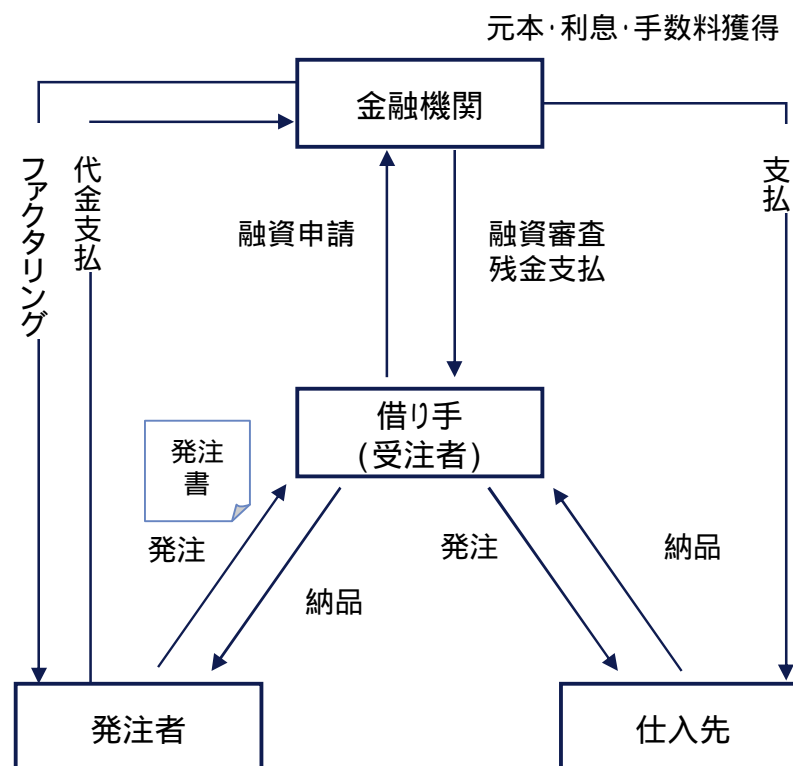 元本・利息・手数料獲得
金融機関
ファクタリング
代金支払
支払
融資申請
融資審査
残金支払
借り手
(受注者)
発注
書
発注
納品
発注
納品
発注者
仕入先